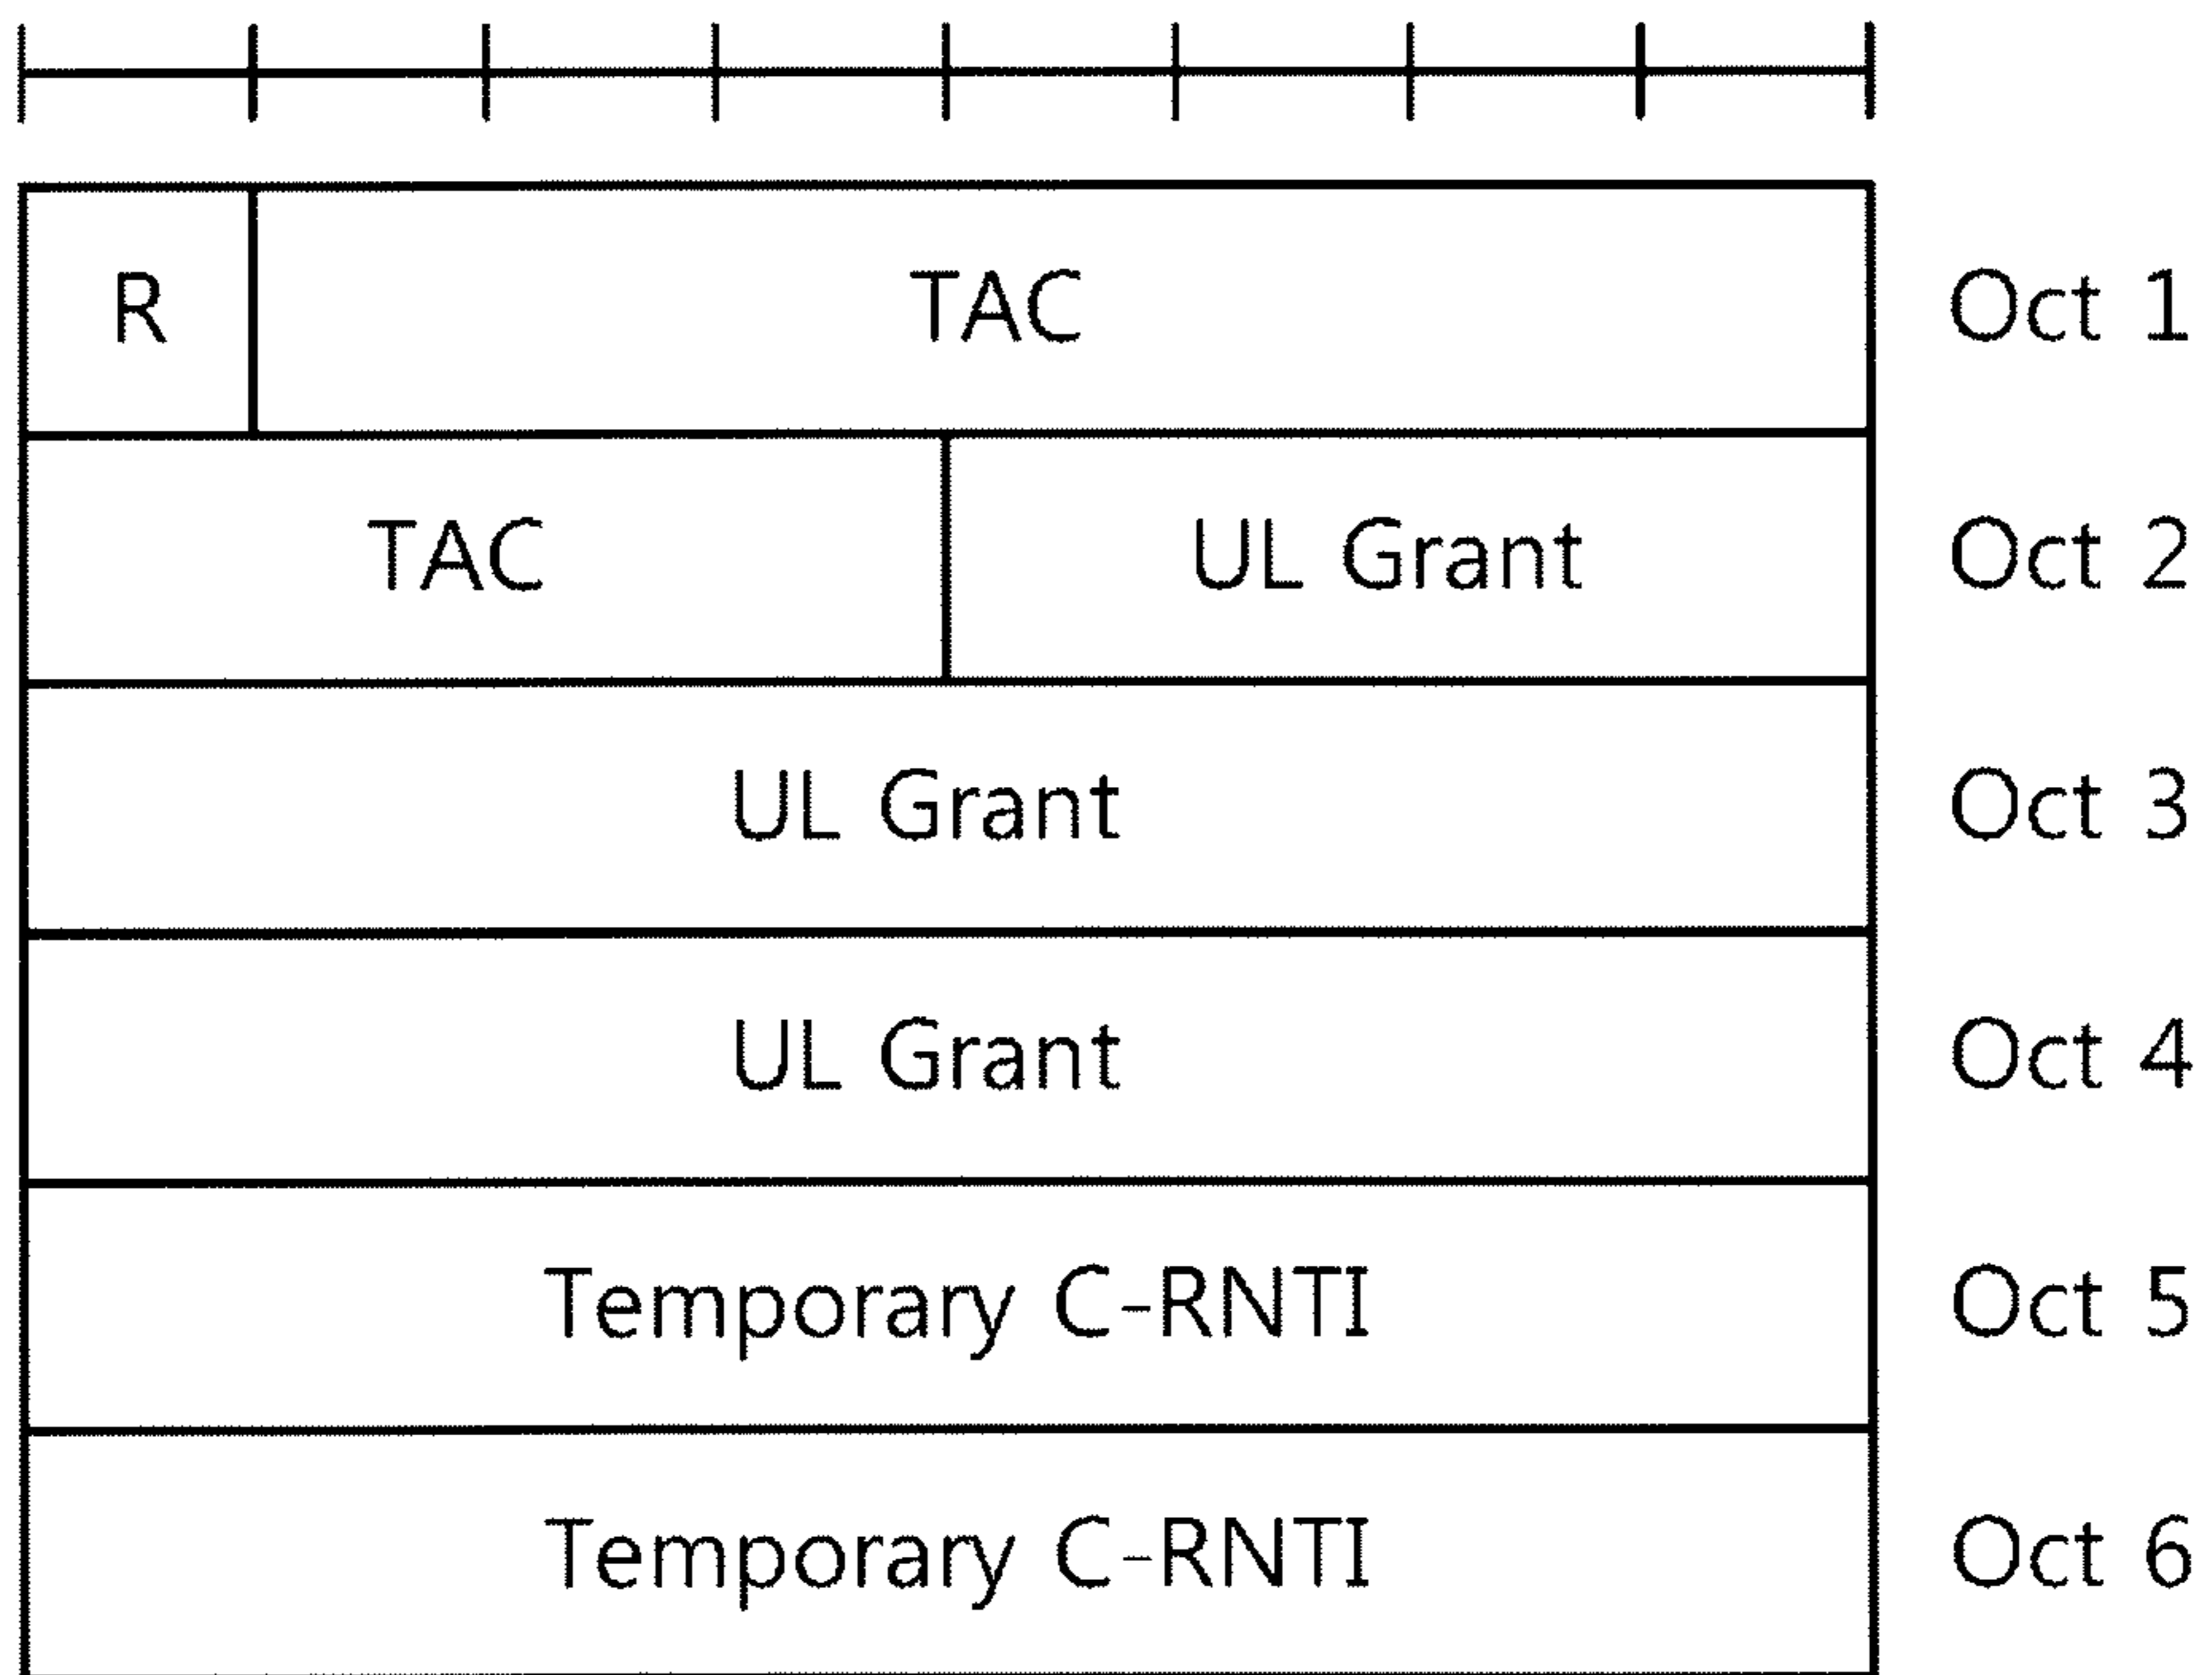 R TAC Oct 1
TAC UL Grant Oct 2
UL Grant Oct 3
UL Grant Oct 4
Temporary C-RNTI Oct 5
Temporary C-RNTI Oct 6